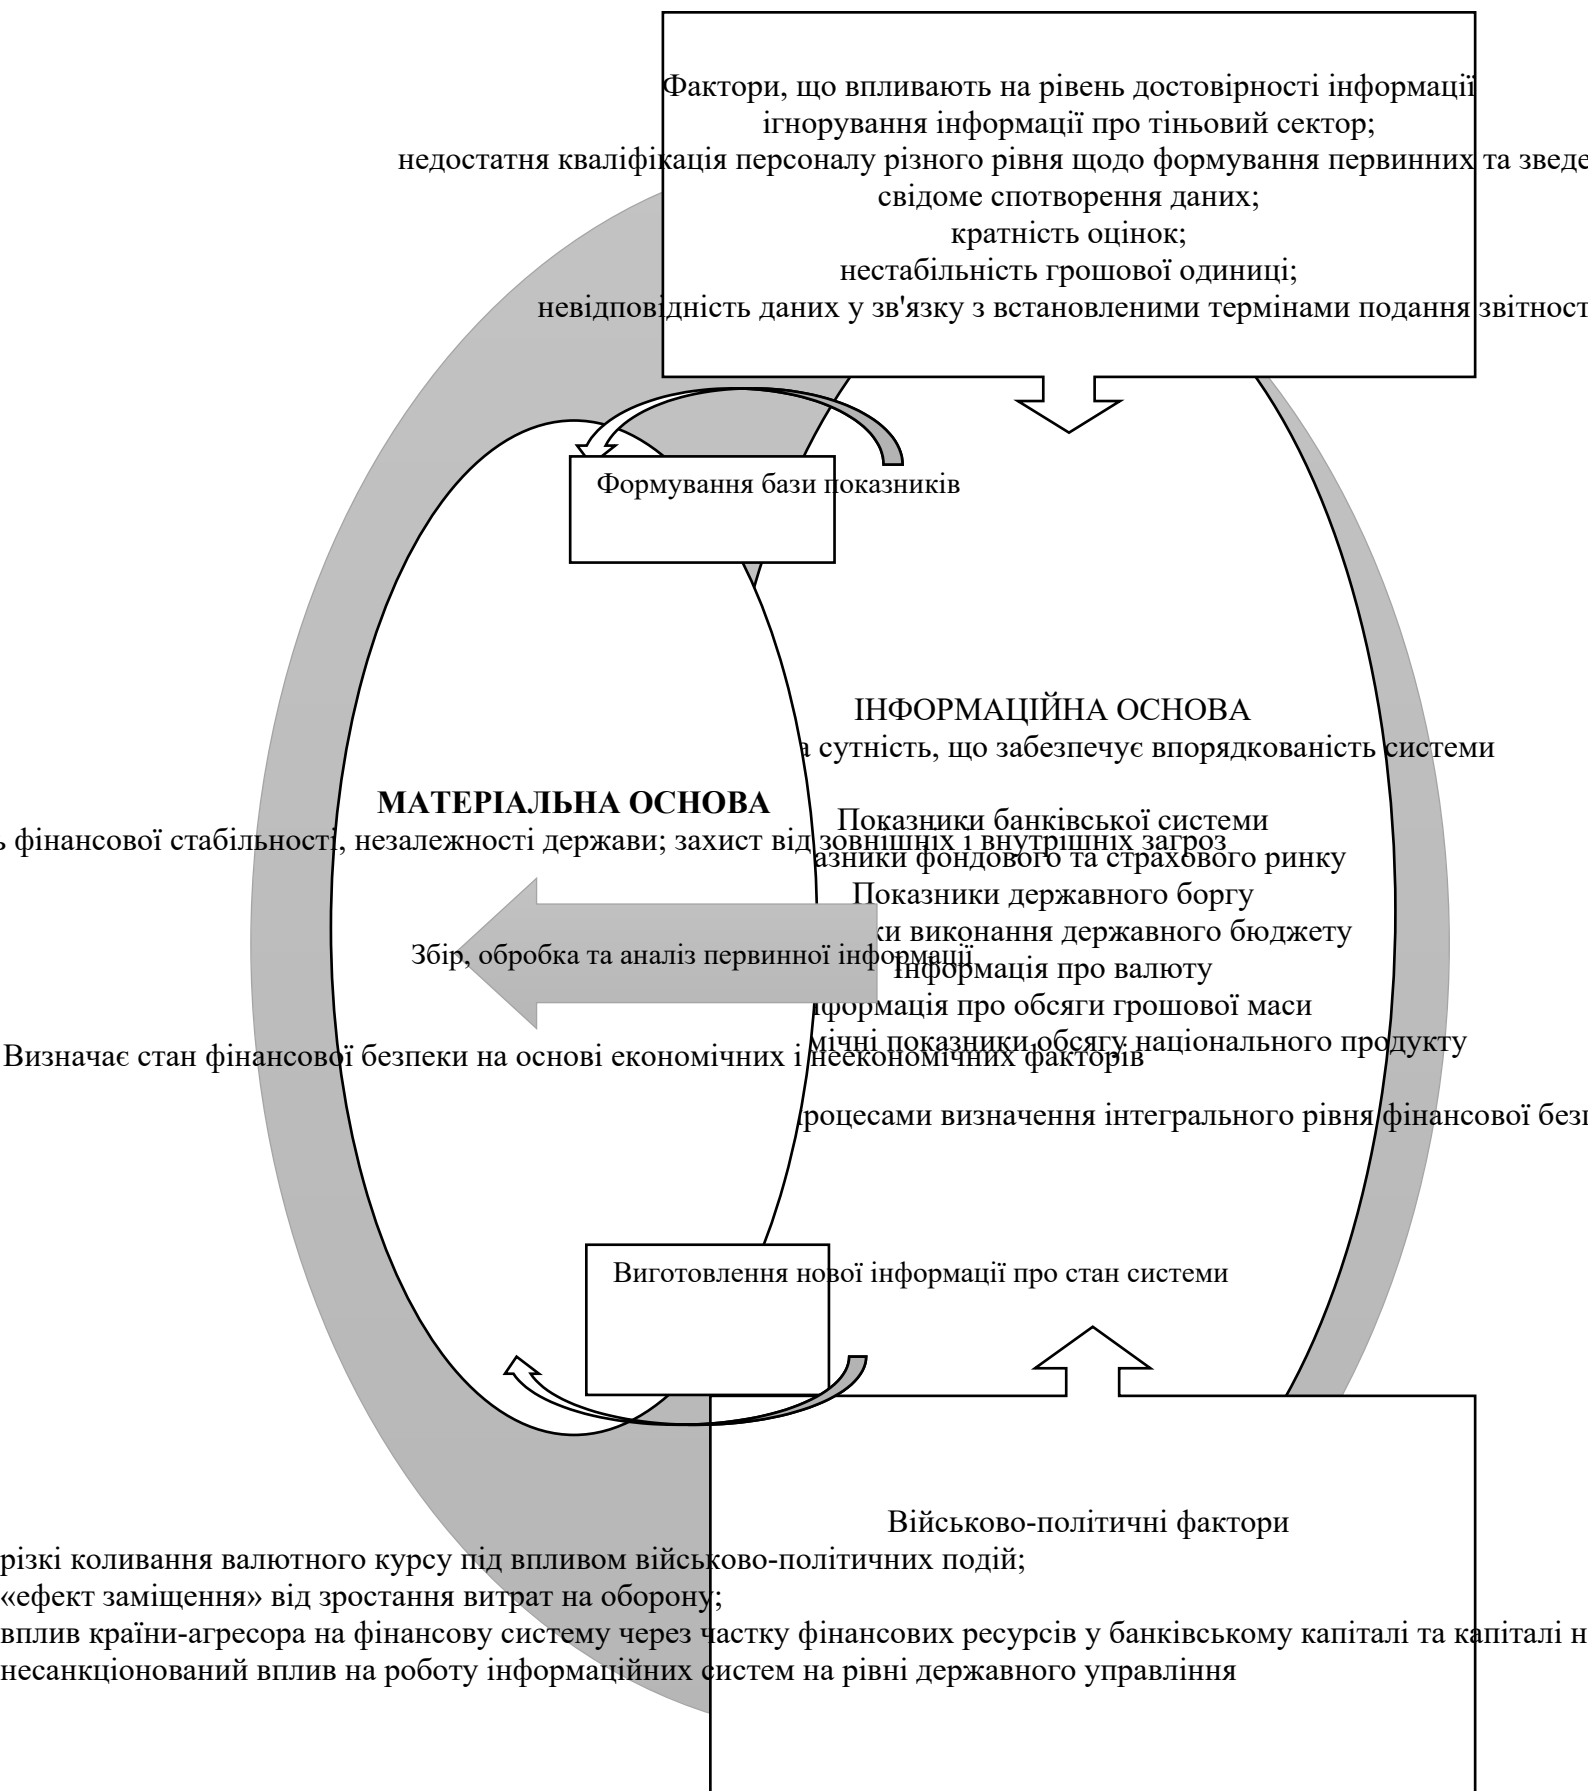 Фактори, що впливають на рівень достовірності інформації
ігнорування інформації про тіньовий сектор;
недостатня кваліфікація персоналу різного рівня щодо формування первинних та
свідоме спотворення даних;
кратність оцінок;
нестабільність грошової одиниці;
невідповідність даних у зв'язку з встановленими термінами подання
Формування бази показників
ІНФОРМАЦІЙНА ОСНОВА
сутність, що забезпечує впорядкованість системи
МАТЕРІАЛЬНА ОСНОВА
фінансової стабільності, незалежності держави; захист від зовнішніх і внутрішніх загроз
Показники банківської системи
фондового та страхового ринку
Показники державного боргу
виконання державного бюджету
Збір, обробка та аналіз первинної інформації
Інформація про валюту
про обсяги грошової маси
показники обсягу національного продукту
Визначає стан фінансової безпеки на основі економічних і неекономічних факторів
визначення інтегрального рівня фінансової
Виготовлення нової інформації про стан системи
Військово-політичні фактори
різкі коливання валютного курсу під впливом військово-політичних подій;
«ефект заміщення» від зростання витрат на оборону;
вплив країни-агресора на фінансову систему через частку фінансових ресурсів у банківському капіталі та капіталі
несанкціонований вплив на роботу інформаційних систем на рівні державного управління